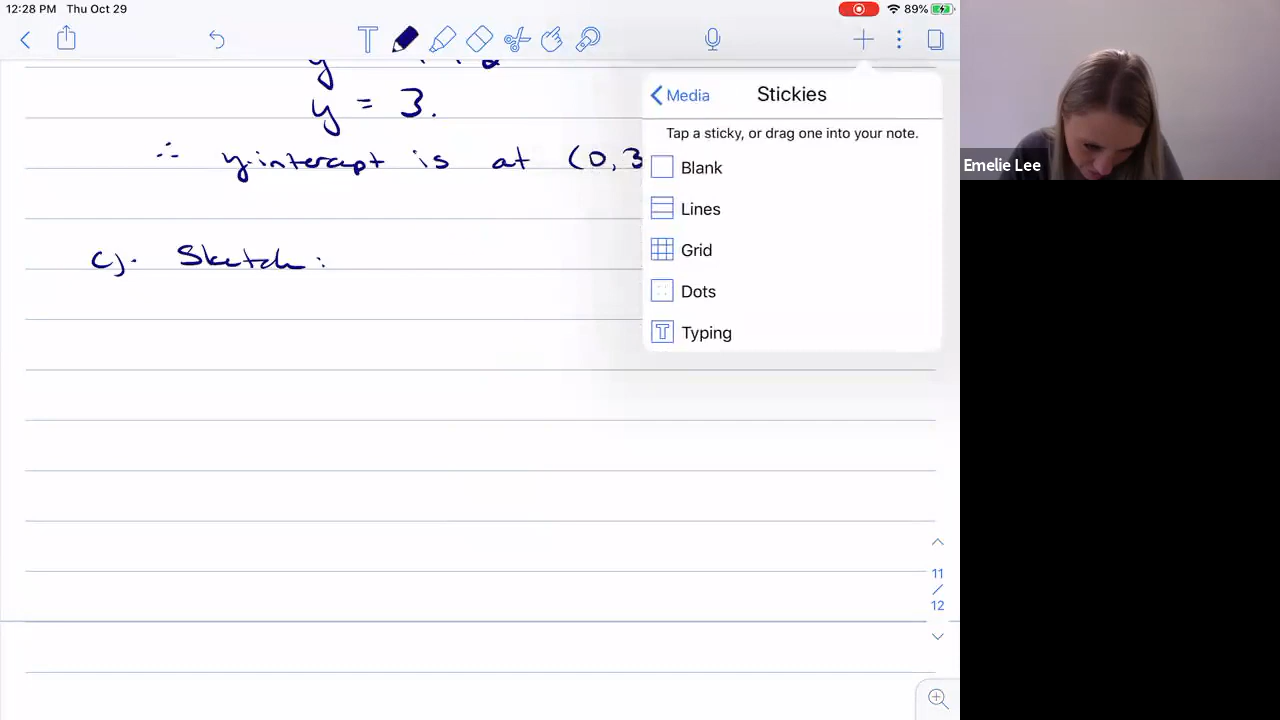 12:28 PM Thu Oct 29
89%
y = 3.
∴ y-intercept is at (0,3
c). Sketch:
Media
Stickies
Tap a sticky, or drag one into your note.
Blank
Lines
Grid
Dots
T Typing
Emelie Lee
11
/
12